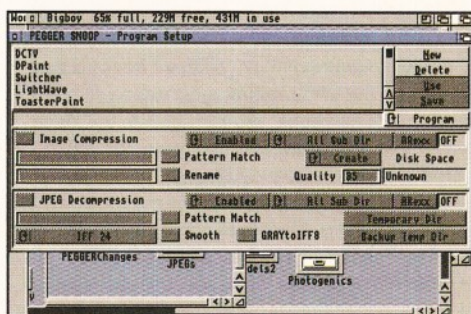 Wor Bigboy 65% full, 229M free, 431M in use
PEGGER SNOOP - Program Setup
DCTV
DPaint
Switcher
LightWave
ToasterPaint
New
Delete
Use
Save
Program
Image Compression
Enabled
All Sub Dir
ARexx OFF
Pattern Match
Create
Disk Space
Rename
Quality 85 Unknown
JPEG Decompression
Enabled
All Sub Dir
ARexx OFF
Pattern Match
Temporary Dir
IFF 24
Smooth
GRAYtoIFF8
Backup Temp Dir
PEGGERChanges
JPEGs
dels2
Photogenics